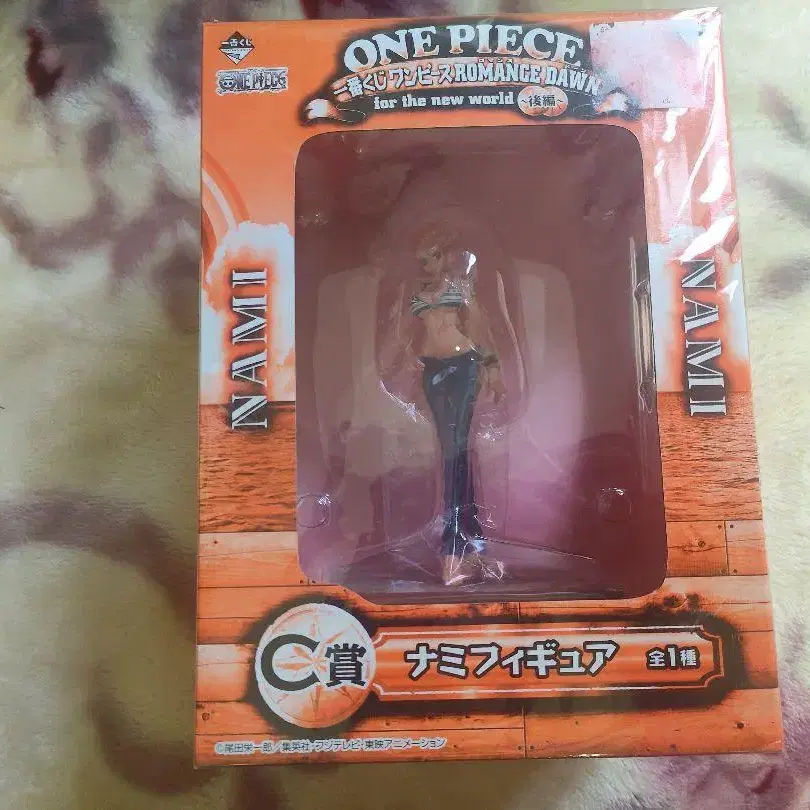 一番くじ
ONE PIECE
ONE PIECE
一番くじ ワンピース ROMANCE DAWN
for the new world ～後編～
NAMI
NAMI
C賞
ナミフィギュア 全1種
©尾田栄一郎／集英社・フジテレビ・東映アニメーション